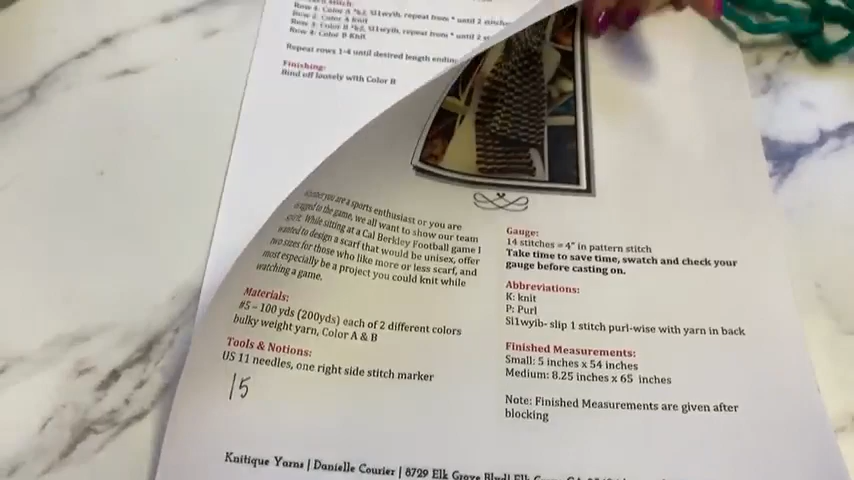 Row 1: Color A *k2, Sl1wyib, repeat from * until 2 stitches
Row 2: Color A Knit
Row 3: Color B *k2, Sl1wyib, repeat from * until 2
Row 4: Color B Knit
Repeat rows 1-4 until desired length ending
Finishing:
Bind off loosely with Color B
you are a sports enthusiast or you are
to the game, we all want to show our team
spirit. While sitting at a Cal Berkley Football game I
wanted to design a scarf that would be unisex, offer
two sizes for those who like more or less scarf, and
most especially be a project you could knit while
watching a game.
Materials:
#5 – 100 yds (200yds) each of 2 different colors
bulky weight yarn, Color A & B
Tools & Notions:
US 11 needles, one right side stitch marker
15
Gauge:
14 stitches = 4" in pattern stitch
Take time to save time, swatch and check your
gauge before casting on.
Abbreviations:
K: knit
P: Purl
Sl1wyib- slip 1 stitch purl-wise with yarn in back
Finished Measurements:
Small: 5 inches x 54 inches
Medium: 8.25 inches x 65 inches
Note: Finished Measurements are given after
blocking
Knitique Yarns | Danielle Courier | 8729 Elk Grove Blvd|